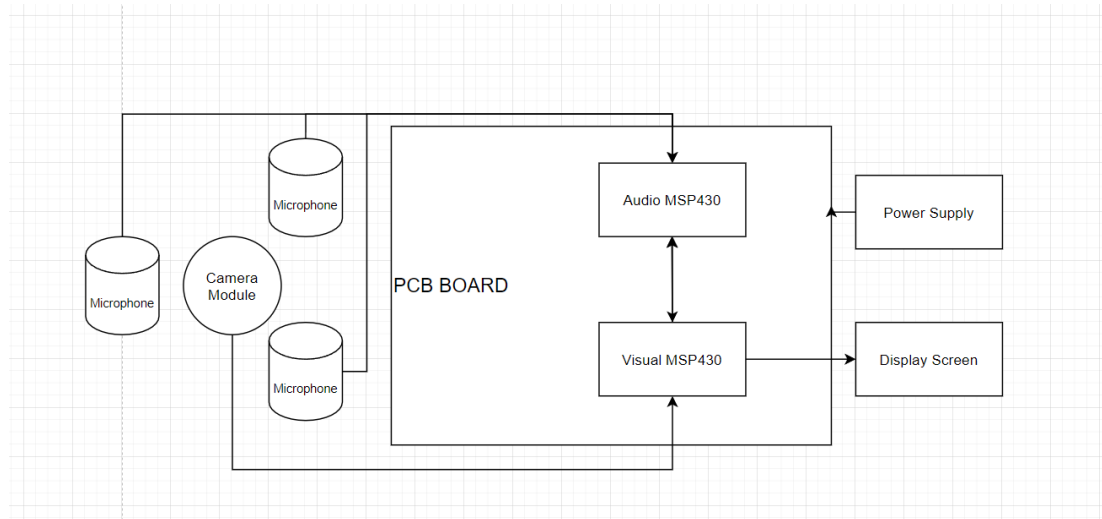 Audio MSP430
Microphone
Power Supply
Camera
Module
PCB BOARD
Microphone
Visual MSP430
Display Screen
Microphone